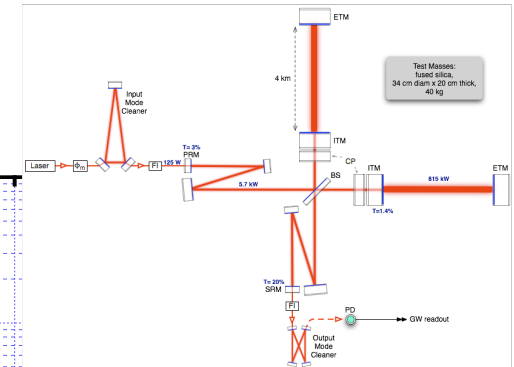 ETM
4 km
Test Masses:
fused silica,
34 cm diam x 20 cm thick,
40 kg
Input
Mode
Cleaner
ITM
T= 3%
PRM
CP
Laser
Φm
FI
125 W
BS
ITM
ETM
5.7 kW
815 kW
T=1.4%
T= 20%
SRM
FI
PD
GW readout
Output
Mode
Cleaner